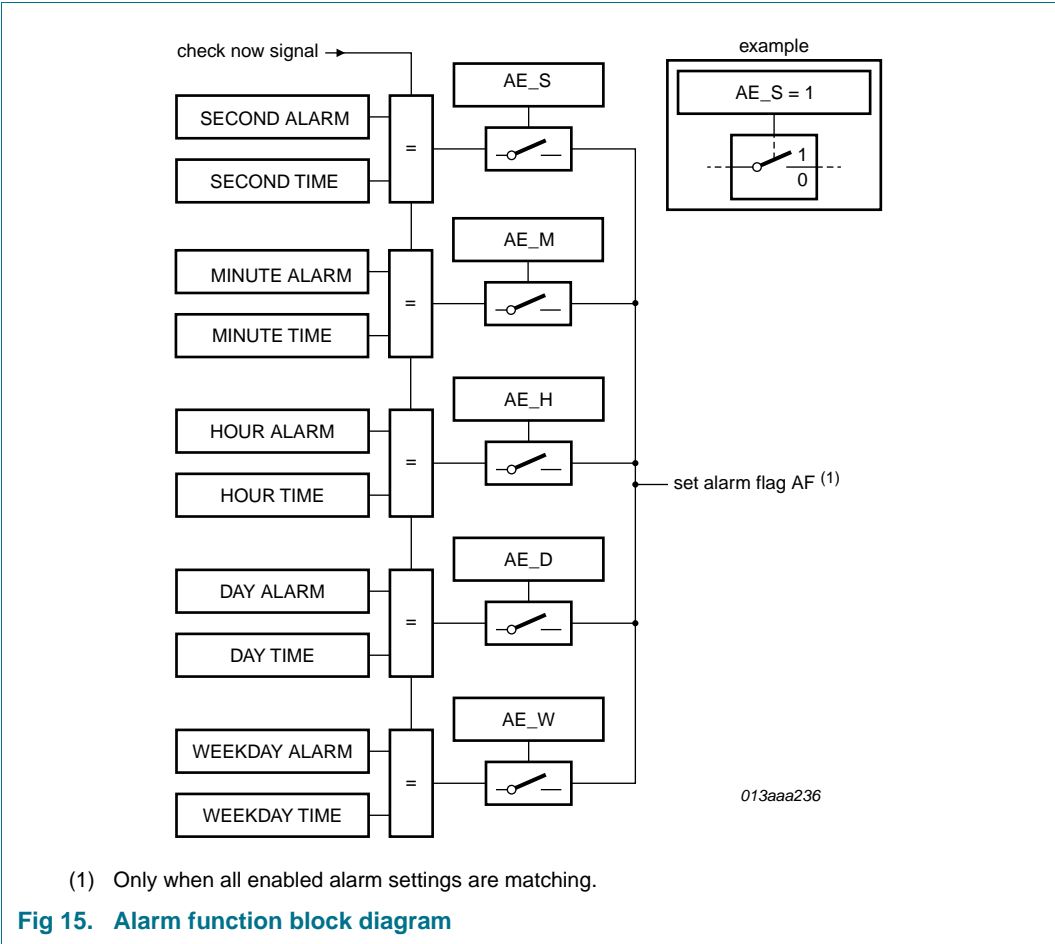 check now signal
example
SECOND ALARM
SECOND TIME
=
AE_S
AE_S = 1
1
0
MINUTE ALARM
MINUTE TIME
=
AE_M
HOUR ALARM
HOUR TIME
=
AE_H
set alarm flag AF (1)
DAY ALARM
DAY TIME
=
AE_D
WEEKDAY ALARM
WEEKDAY TIME
=
AE_W
013aaa236
(1) Only when all enabled alarm settings are matching.
Fig 15. Alarm function block diagram